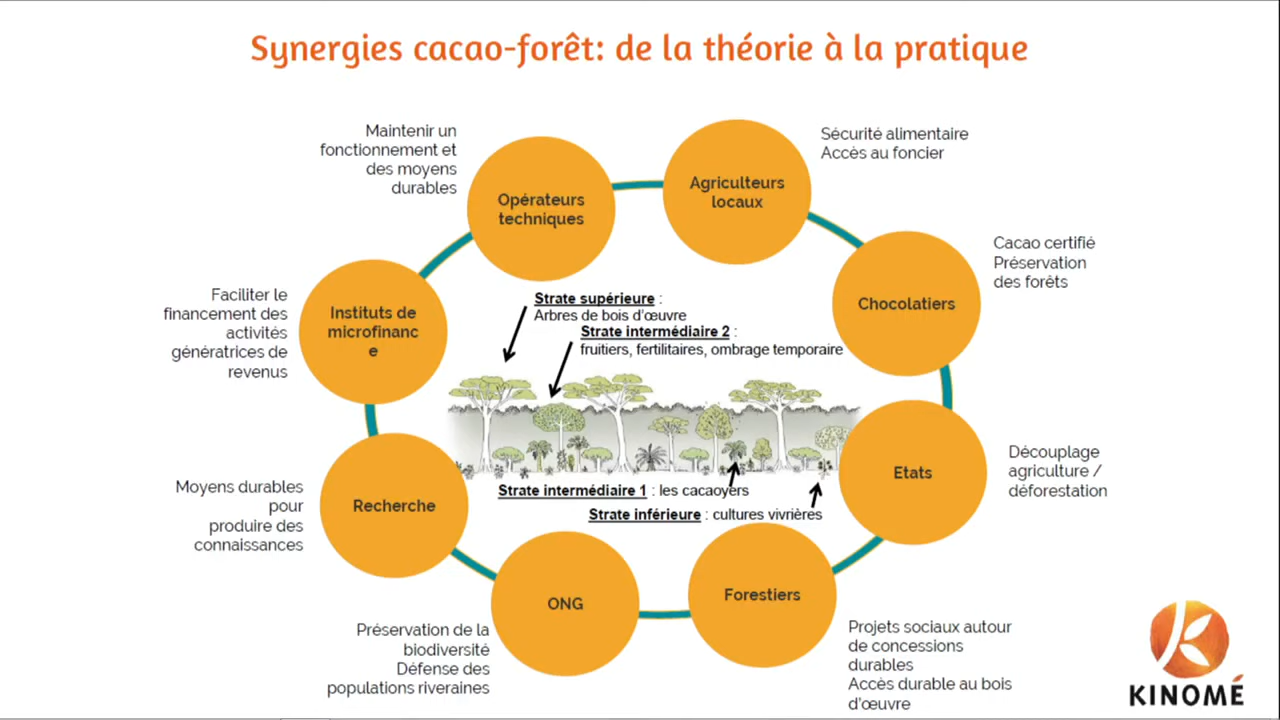 Synergies cacao-forêt: de la théorie à la pratique
Maintenir un
fonctionnement et
des moyens
durables
Opérateurs
techniques
Agriculteurs
locaux
Sécurité alimentaire
Accès au foncier
Chocolatiers
Cacao certifié
Préservation
des forêts
Faciliter le
financement des
activités
génératrices de
revenus
Instituts de
microfinanc
e
Strate supérieure :
Arbres de bois d'œuvre
Strate intermédiaire 2 :
fruitiers, fertilitaires, ombrage temporaire
Strate intermédiaire 1 : les cacaoyers
Strate inférieure : cultures vivrières
Etats
Découplage
agriculture /
déforestation
Moyens durables
pour
produire des
connaissances
Recherche
ONG
Préservation de la
biodiversité
Défense des
populations riveraines
Forestiers
Projets sociaux autour
de concessions
durables
Accès durable au bois
d'œuvre
KINOMÉ